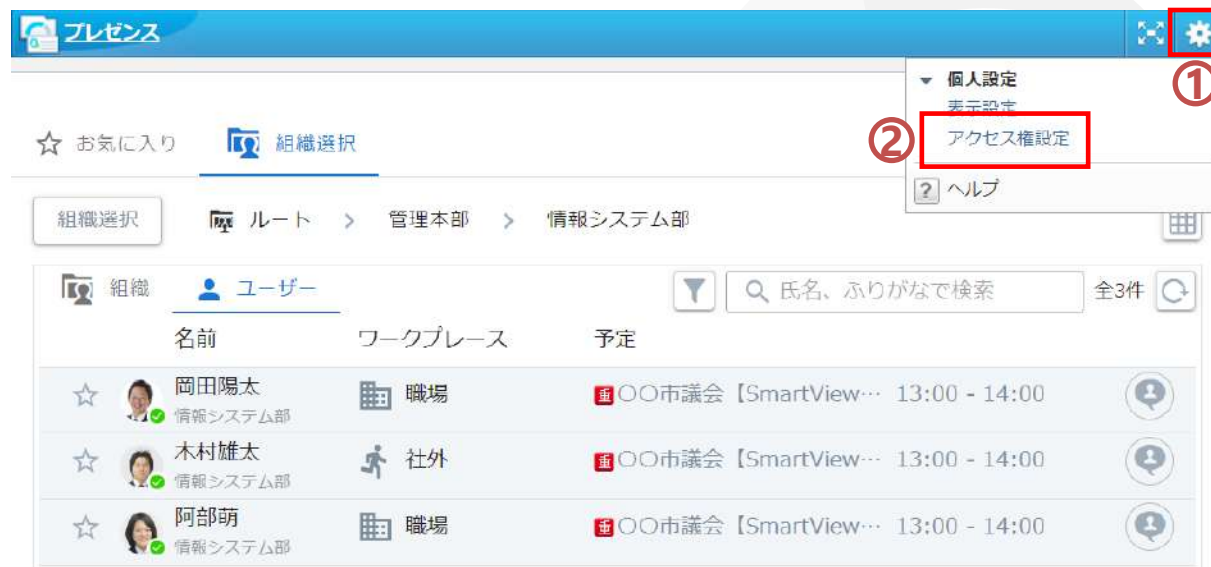 プレゼンス
①
▼ 個人設定
表示設定
② アクセス権設定
? ヘルプ
お気に入り 組織選択
組織選択 ルート > 管理本部 > 情報システム部
組織 ユーザー 氏名、ふりがなで検索 全3件
名前 ワークプレース 予定
岡田陽太 職場 重〇〇市議会【SmartView… 13:00 - 14:00
情報システム部
木村雄太 社外 重〇〇市議会【SmartView… 13:00 - 14:00
情報システム部
阿部萌 職場 重〇〇市議会【SmartView… 13:00 - 14:00
情報システム部